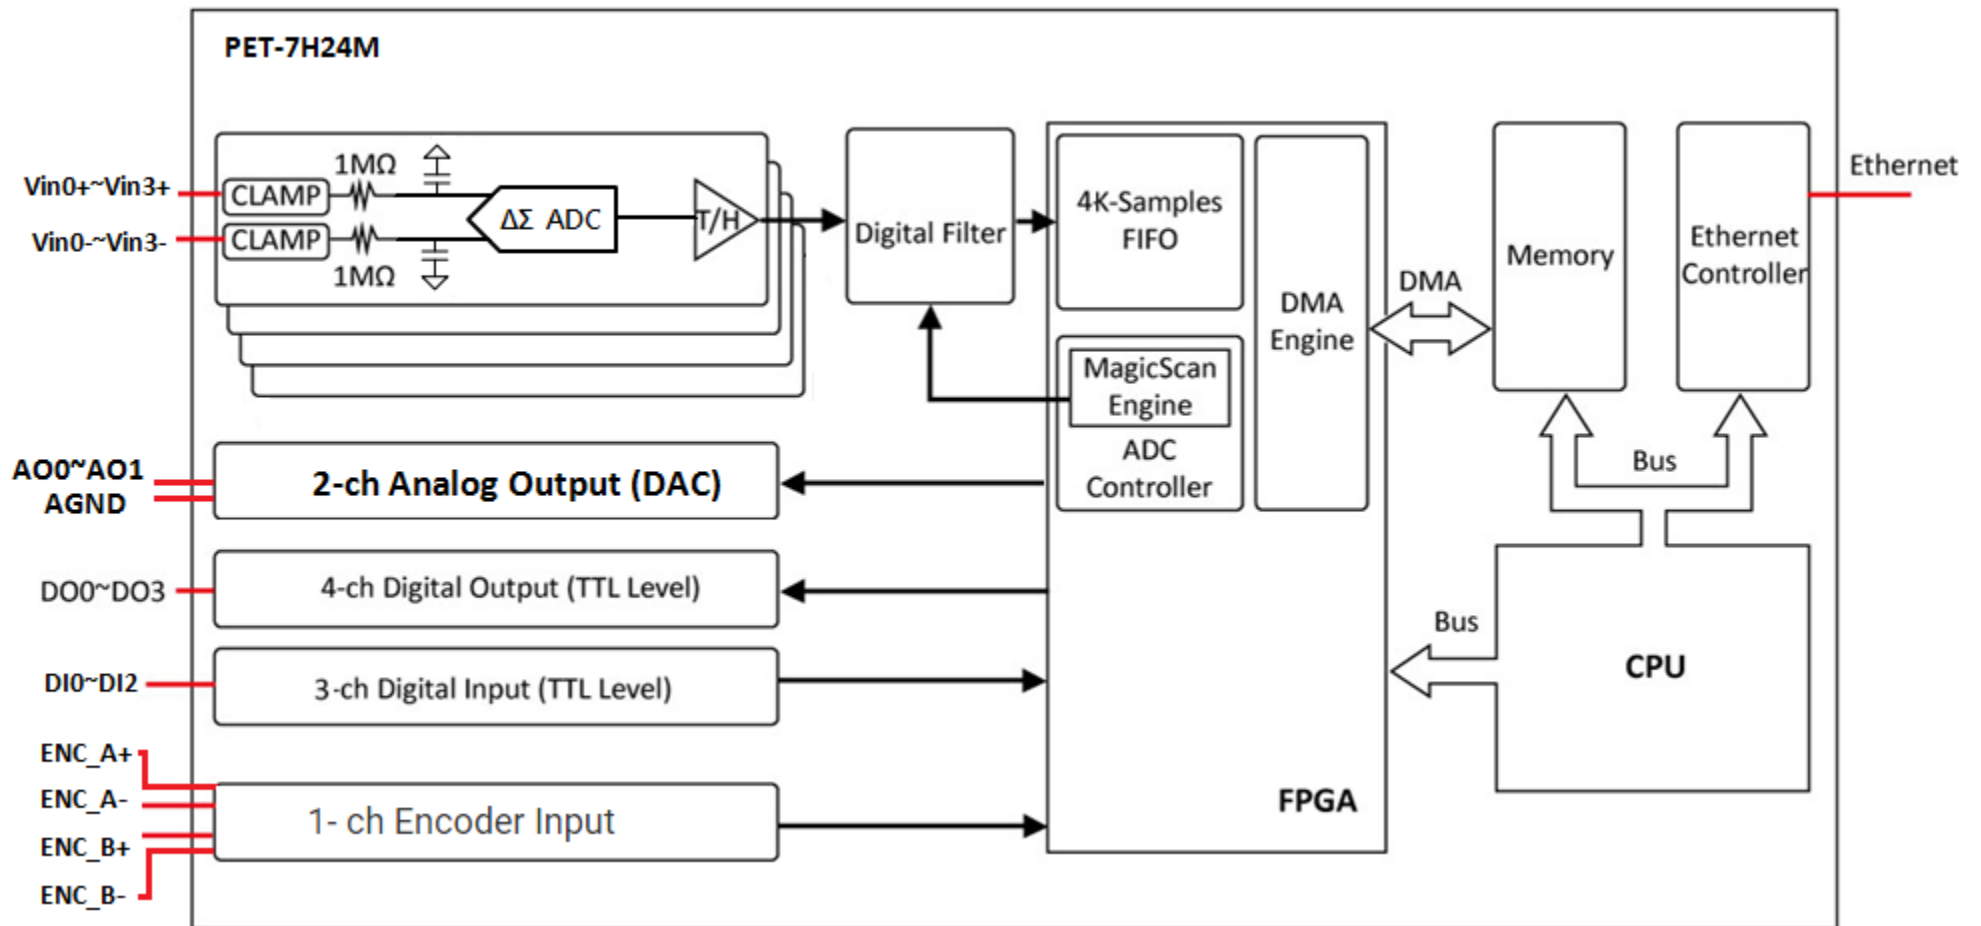 PET-7H24M
Vin0+~Vin3+
Vin0-~Vin3-
1MΩ
CLAMP
CLAMP
1MΩ
ΔΣ ADC
T/H
Digital Filter
4K-Samples
FIFO
MagicScan
Engine
ADC
Controller
DMA
Engine
DMA
Memory
Ethernet
Controller
Ethernet
Bus
AO0~AO1
AGND
2-ch Analog Output (DAC)
DO0~DO3
4-ch Digital Output (TTL Level)
DI0~DI2
3-ch Digital Input (TTL Level)
Bus
CPU
ENC_A+
ENC_A-
ENC_B+
ENC_B-
1- ch Encoder Input
FPGA